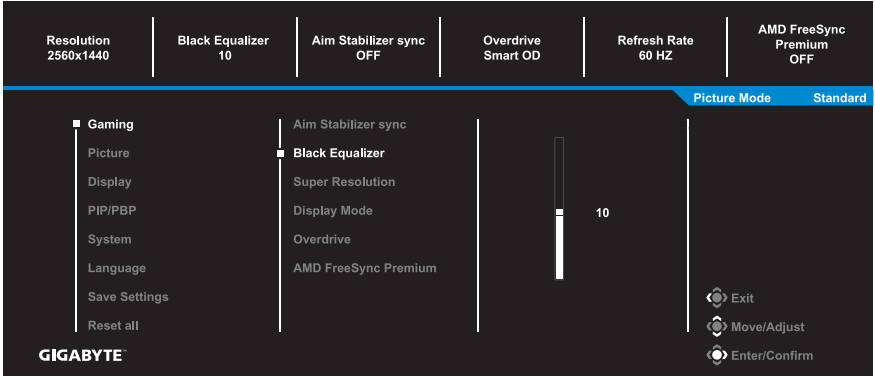 Resolution
2560x1440
Black Equalizer
10
Aim Stabilizer sync
OFF
Overdrive
Smart OD
Refresh Rate
60 HZ
AMD FreeSync
Premium
OFF
Picture Mode Standard
Gaming
Picture
Display
PIP/PBP
System
Language
Save Settings
Reset all
Aim Stabilizer sync
Black Equalizer
Super Resolution
Display Mode
Overdrive
AMD FreeSync Premium
10
Exit
Move/Adjust
Enter/Confirm
GIGABYTE™